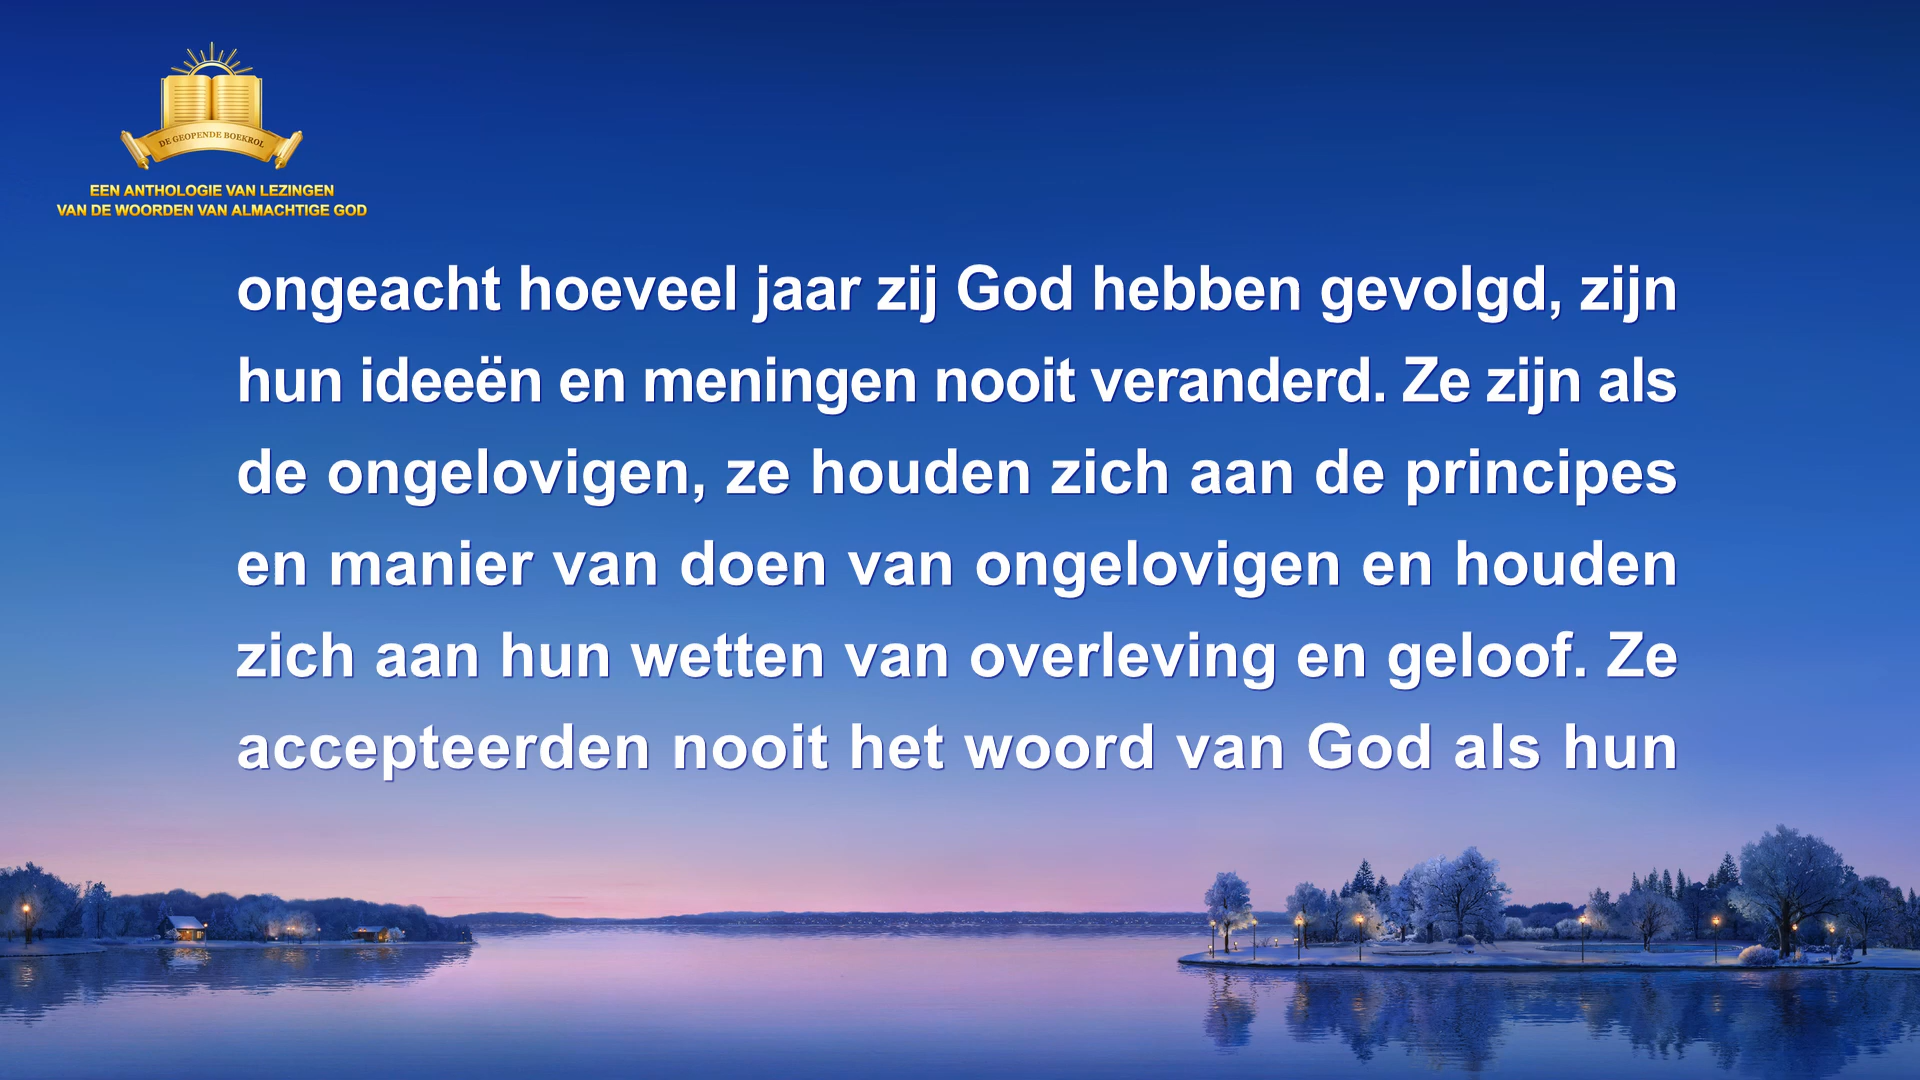 DE GEOPENDE BOEKROL
EEN ANTHOLOGIE VAN LEZINGEN
VAN DE WOORDEN VAN ALMACHTIGE GOD
ongeacht hoeveel jaar zij God hebben gevolgd, zijn
hun ideeën en meningen nooit veranderd. Ze zijn als
de ongelovigen, ze houden zich aan de principes
en manier van doen van ongelovigen en houden
zich aan hun wetten van overleving en geloof. Ze
accepteerden nooit het woord van God als hun